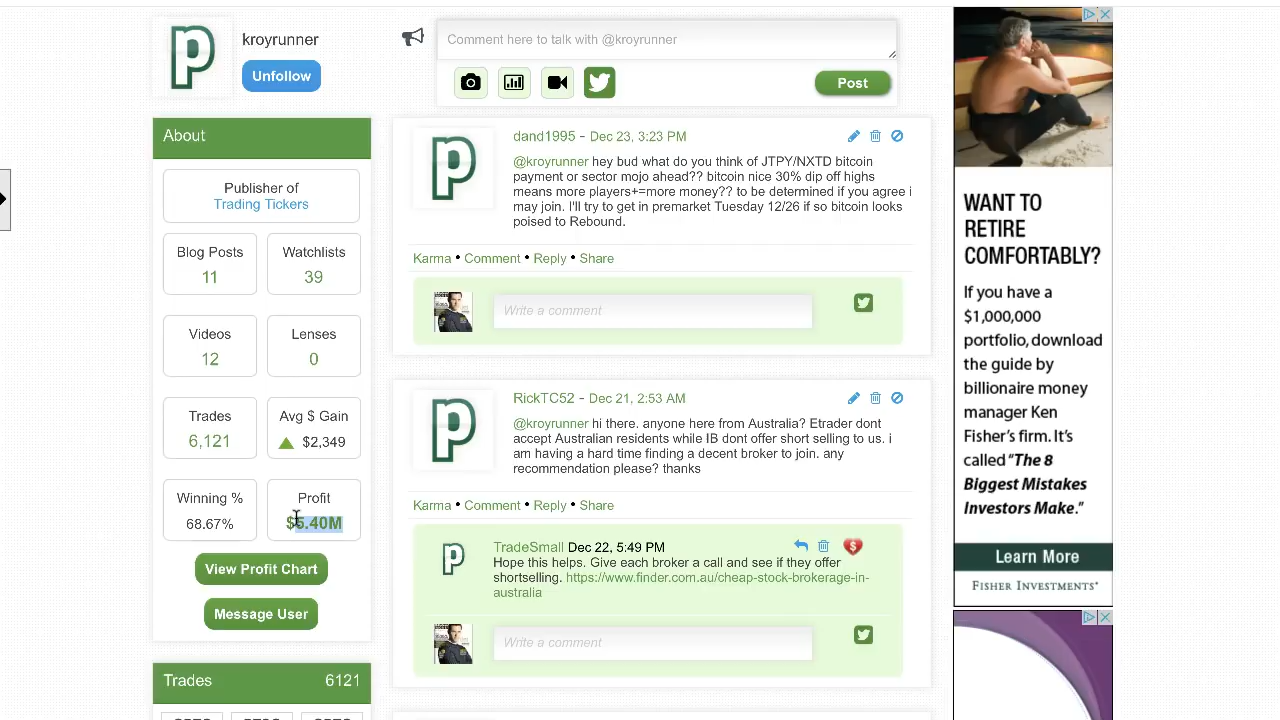 p
kroyrunner
Unfollow
Comment here to talk with @kroyrunner
Post
About
Publisher of
Trading Tickers
Blog Posts
11
Watchlists
39
Videos
12
Lenses
0
Trades
6,121
Avg $ Gain
$2,349
Winning %
68.67%
Profit
$5.40M
View Profit Chart
Message User
Trades 6121
p
dand1995 - Dec 23, 3:23 PM
@kroyrunner hey bud what do you think of JTPY/NXTD bitcoin
payment or sector mojo ahead?? bitcoin nice 30% dip off highs
means more players+=more money?? to be determined if you agree i
may join. I'll try to get in premarket Tuesday 12/26 if so bitcoin looks
poised to Rebound.
Karma • Comment • Reply • Share
Write a comment
p
RickTC52 - Dec 21, 2:53 AM
@kroyrunner hi there. anyone here from Australia? Etrader dont
accept Australian residents while IB dont offer short selling to us. i
am having a hard time finding a decent broker to join. any
recommendation please? thanks
Karma • Comment • Reply • Share
p
TradeSmall Dec 22, 5:49 PM
$
Hope this helps. Give each broker a call and see if they offer
shortselling. https://www.finder.com.au/cheap-stock-brokerage-in-
australia
Write a comment
WANT TO
RETIRE
COMFORTABLY?
If you have a
$1,000,000
portfolio, download
the guide by
billionaire money
manager Ken
Fisher's firm. It's
called "The 8
Biggest Mistakes
Investors Make."
Learn More
FISHER INVESTMENTS®